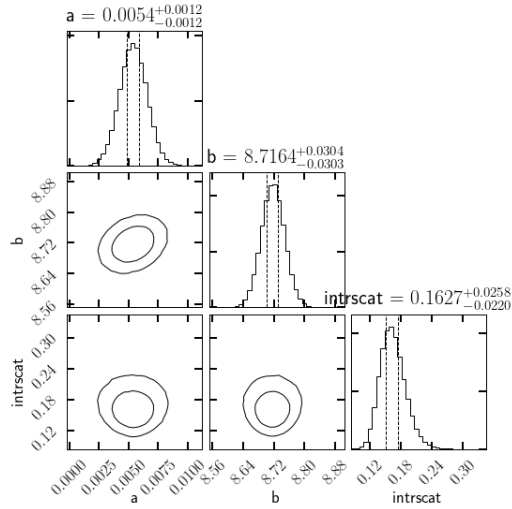 a = 0.0054+0.0012−0.0012
b = 8.7164+0.0304−0.0303
8.88
8.80
8.72
8.64
8.56
b
intrscat = 0.1627+0.0258−0.0220
0.30
0.24
0.18
0.12
intrscat
0.0000 0.0025 0.0050 0.0075 0.0100
8.56 8.64 8.72 8.80 8.88
0.12 0.18 0.24 0.30
a b intrscat